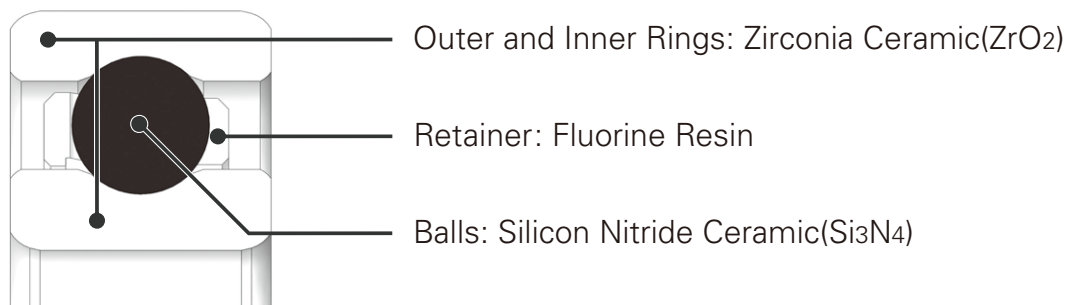 Outer and Inner Rings: Zirconia Ceramic(ZrO2)
Retainer: Fluorine Resin
Balls: Silicon Nitride Ceramic(Si3N4)